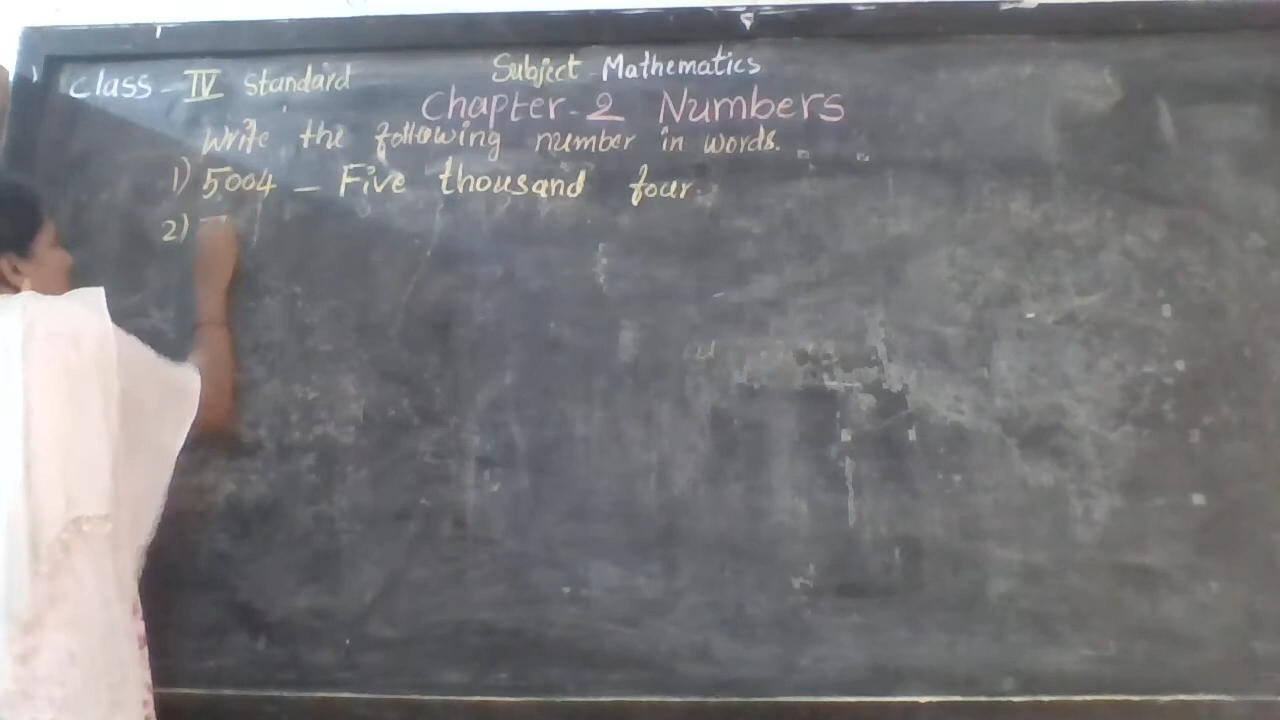 Class - IV Standard Subject - Mathematics
Chapter - 2 Numbers
Write the following number in words.
1) 5004 - Five thousand four.
2)